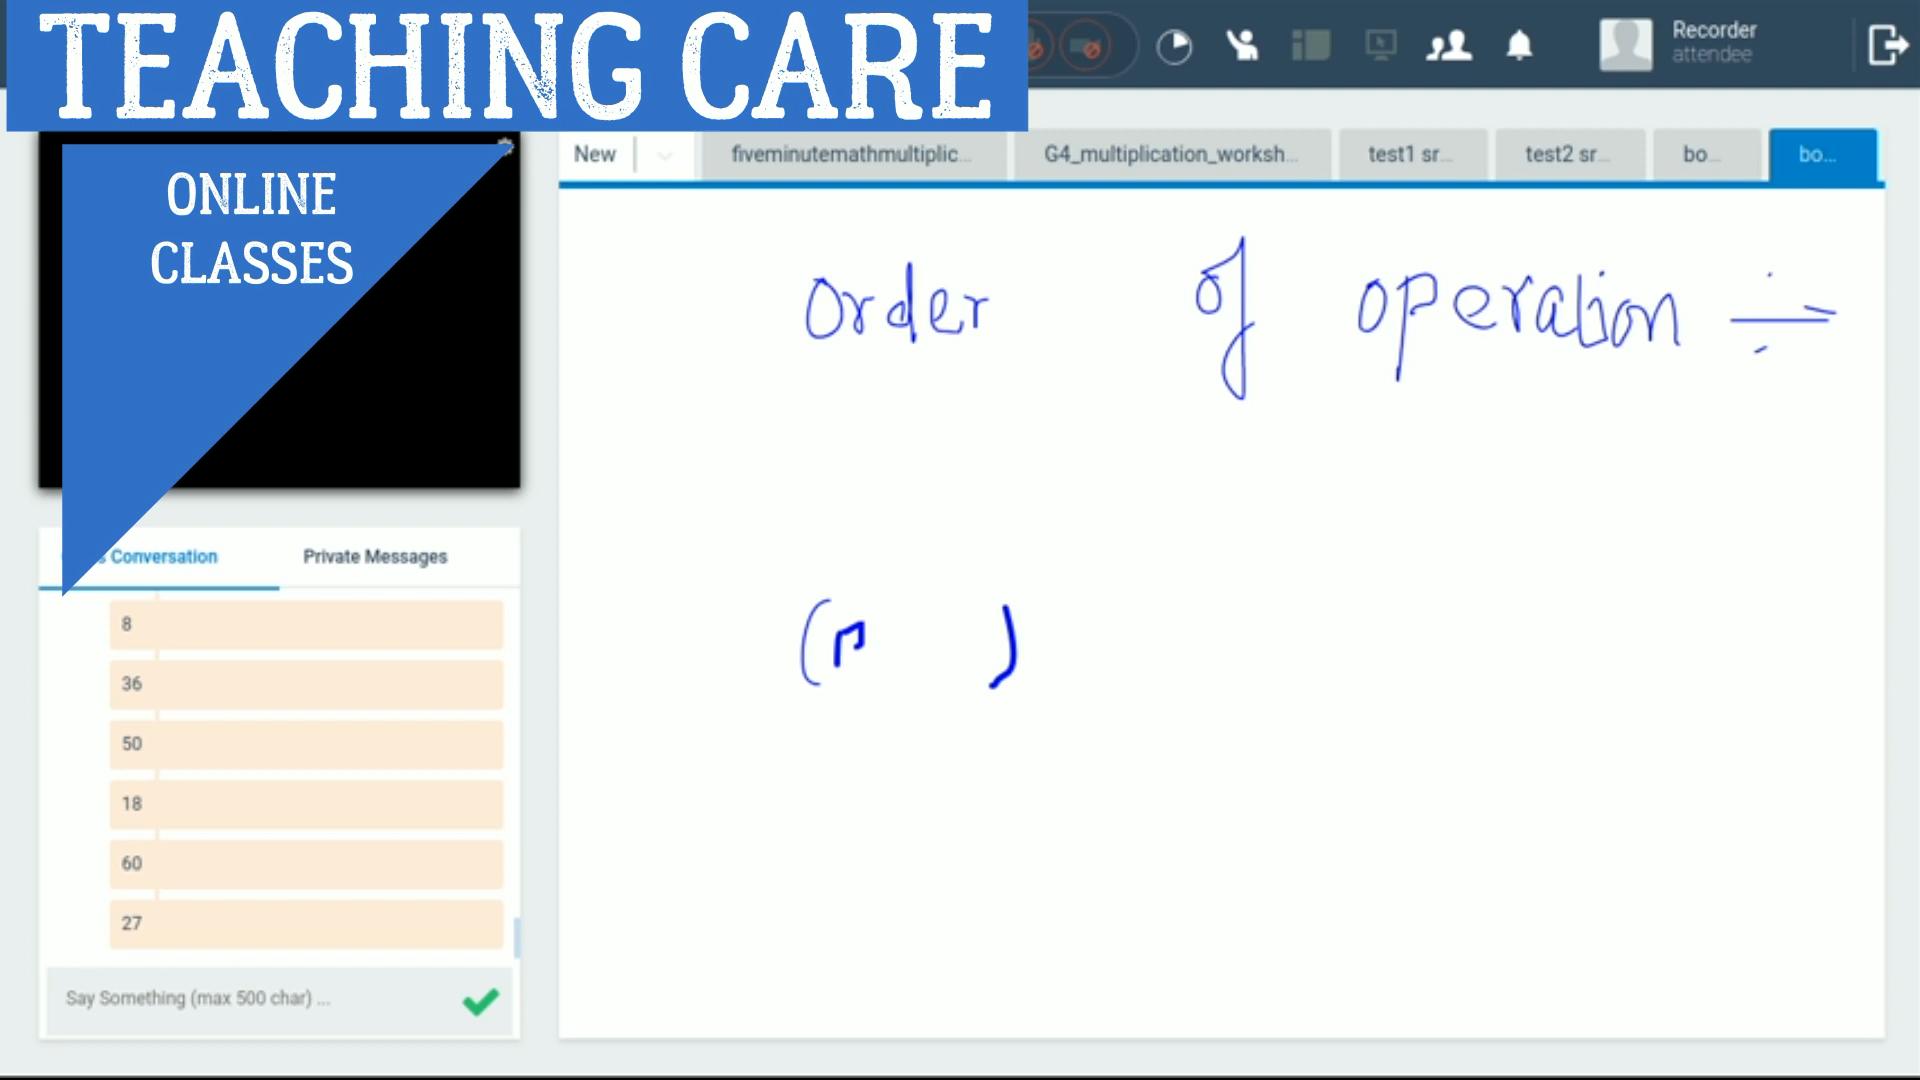 TEACHING CARE
Recorder
attendee
ONLINE
CLASSES
New
fiveminutemathmultiplic...
G4_multiplication_worksh...
test1 sr...
test2 sr...
bo...
bo...
Order of operation :-
( )
Conversation
Private Messages
8
36
50
18
60
27
Say Something (max 500 char) ...